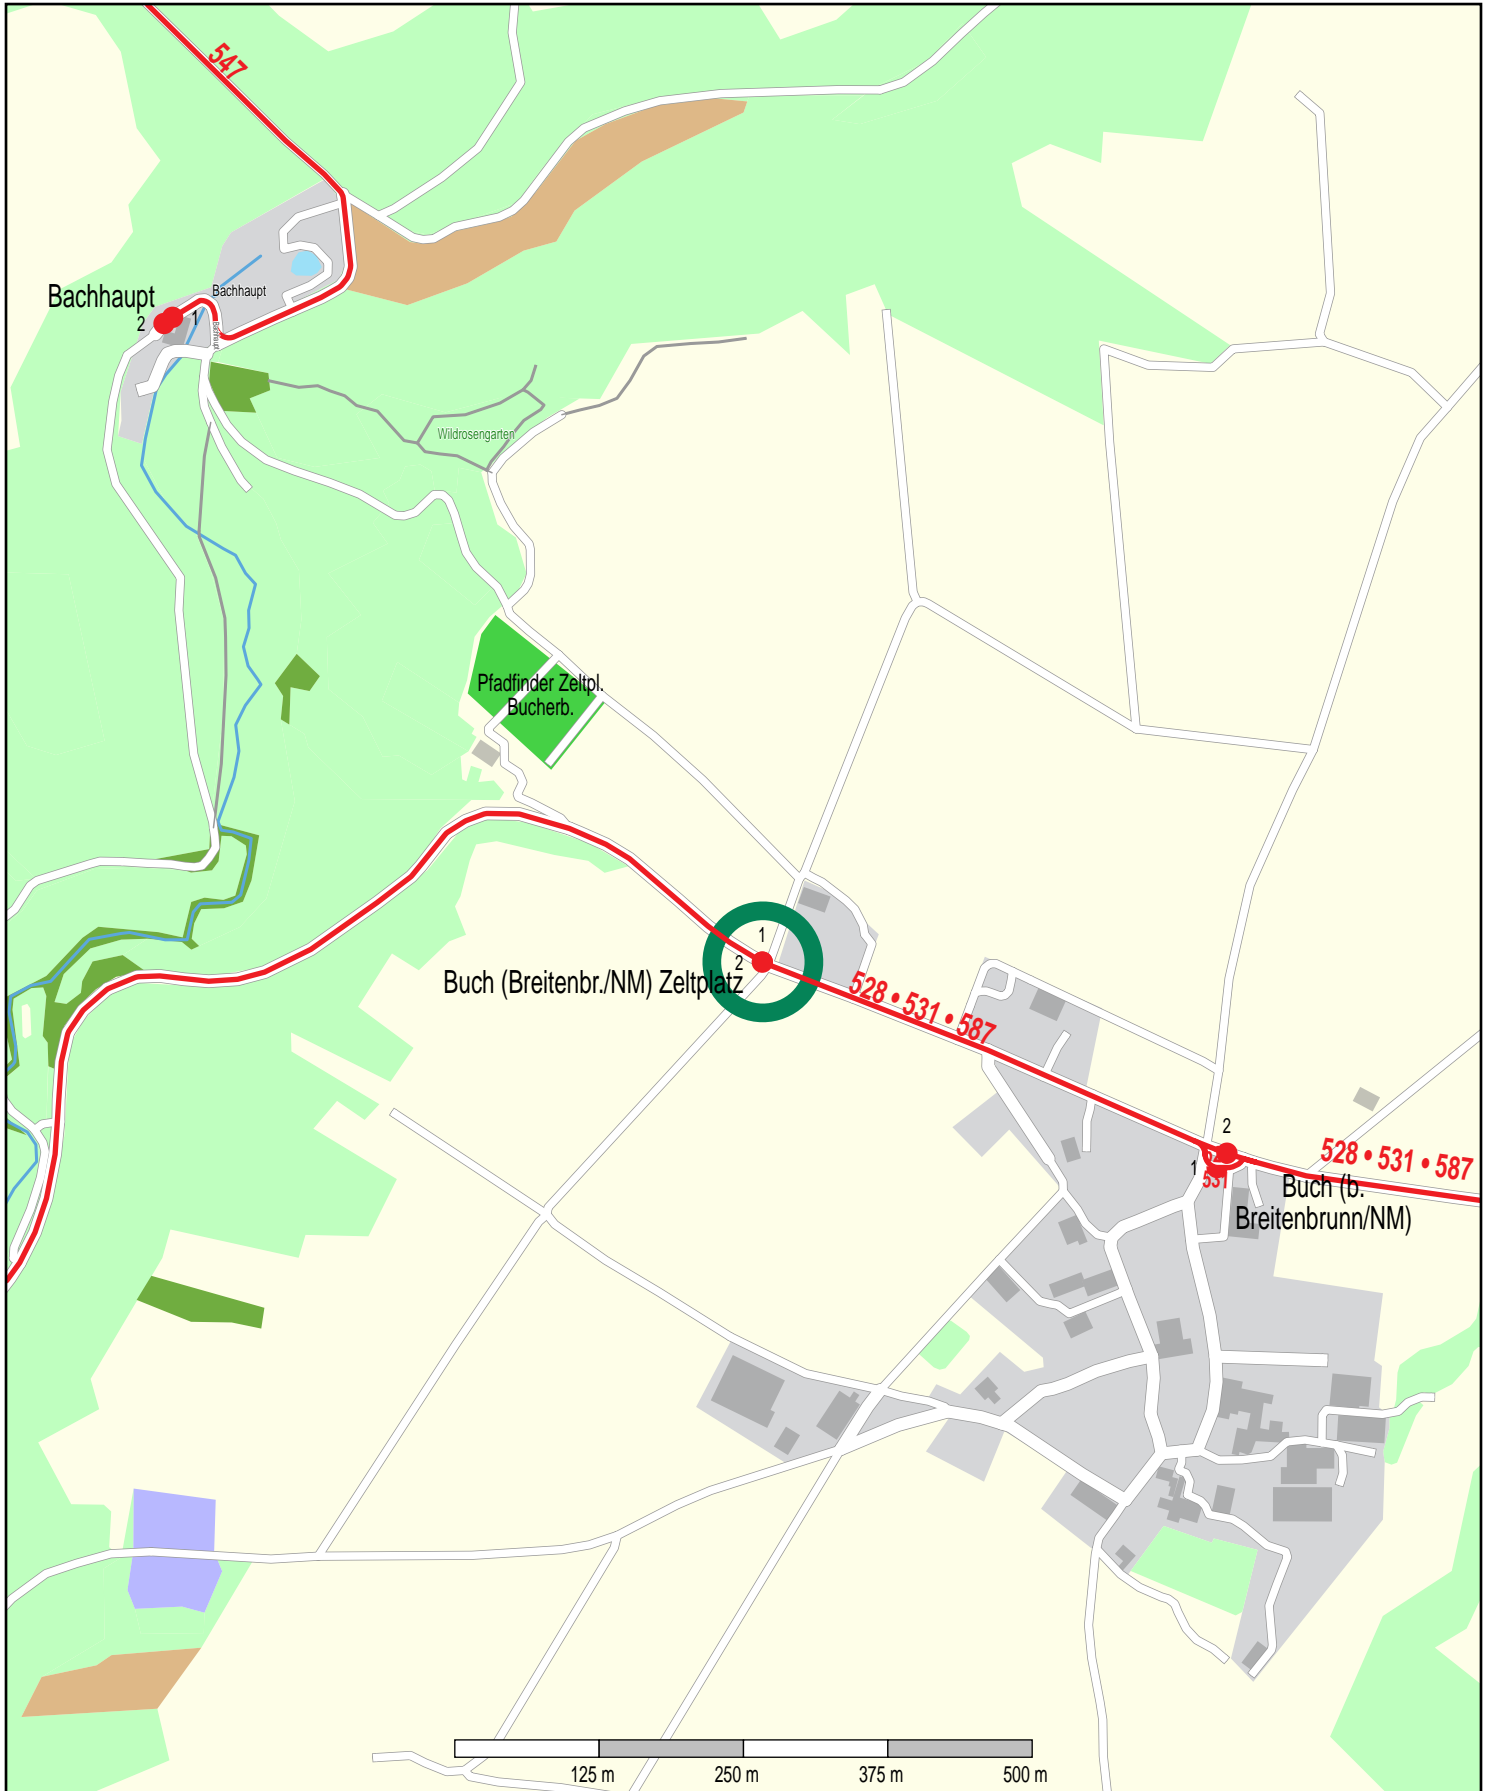 547
Bachhaupt
Bachhaupt
2
1
Bachhaupt
Wildrosengarten
Pfadfinder Zeltpl.
Bucherb.
1
2
Buch (Breitenbr./NM) Zeltplatz
528 • 531 • 587
2
1
531
528 • 531 • 587
Buch (b.
Breitenbrunn/NM)
125 m
250 m
375 m
500 m